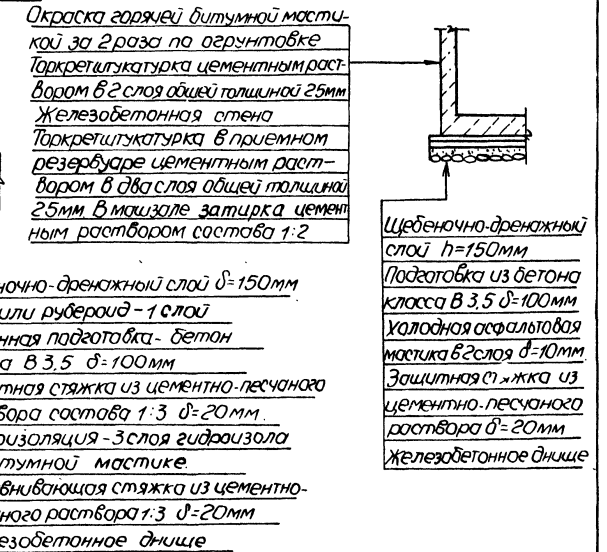 Окраска горячей битумной масти-
кой за 2 раза по огрунтовке
Торкретштукатурка цементным раст-
вором в 2 слоя общей толщиной 25мм
Железобетонная стена
Торкретштукатурка в приемном
резервуаре цементным раст-
вором в два слоя общей толщиной
25мм. В машзале затирка цемент
ным раствором состава 1:2
Щебеночно-дренажный
слой h=150мм
Подготовка из бетона
класса В 3,5 δ=100мм
Холодная асфальтовая
мастика в 2 слоя δ=10мм
Защитная стяжка из
цементно-песчаного
раствора δ=20мм
Железобетонное днище
ночно-дренажный слой δ=150мм
или рубероид-1 слой
нная подготовка- бетон
а В 3,5 δ=100мм
тная стяжка из цементно-песчаного
вора состава 1:3 δ=20мм.
оизоляция-3 слоя гидроизола
тумной мастике.
внивающая стяжка из цементно-
ного раствора 1:3 δ=20мм
езобетонное днище